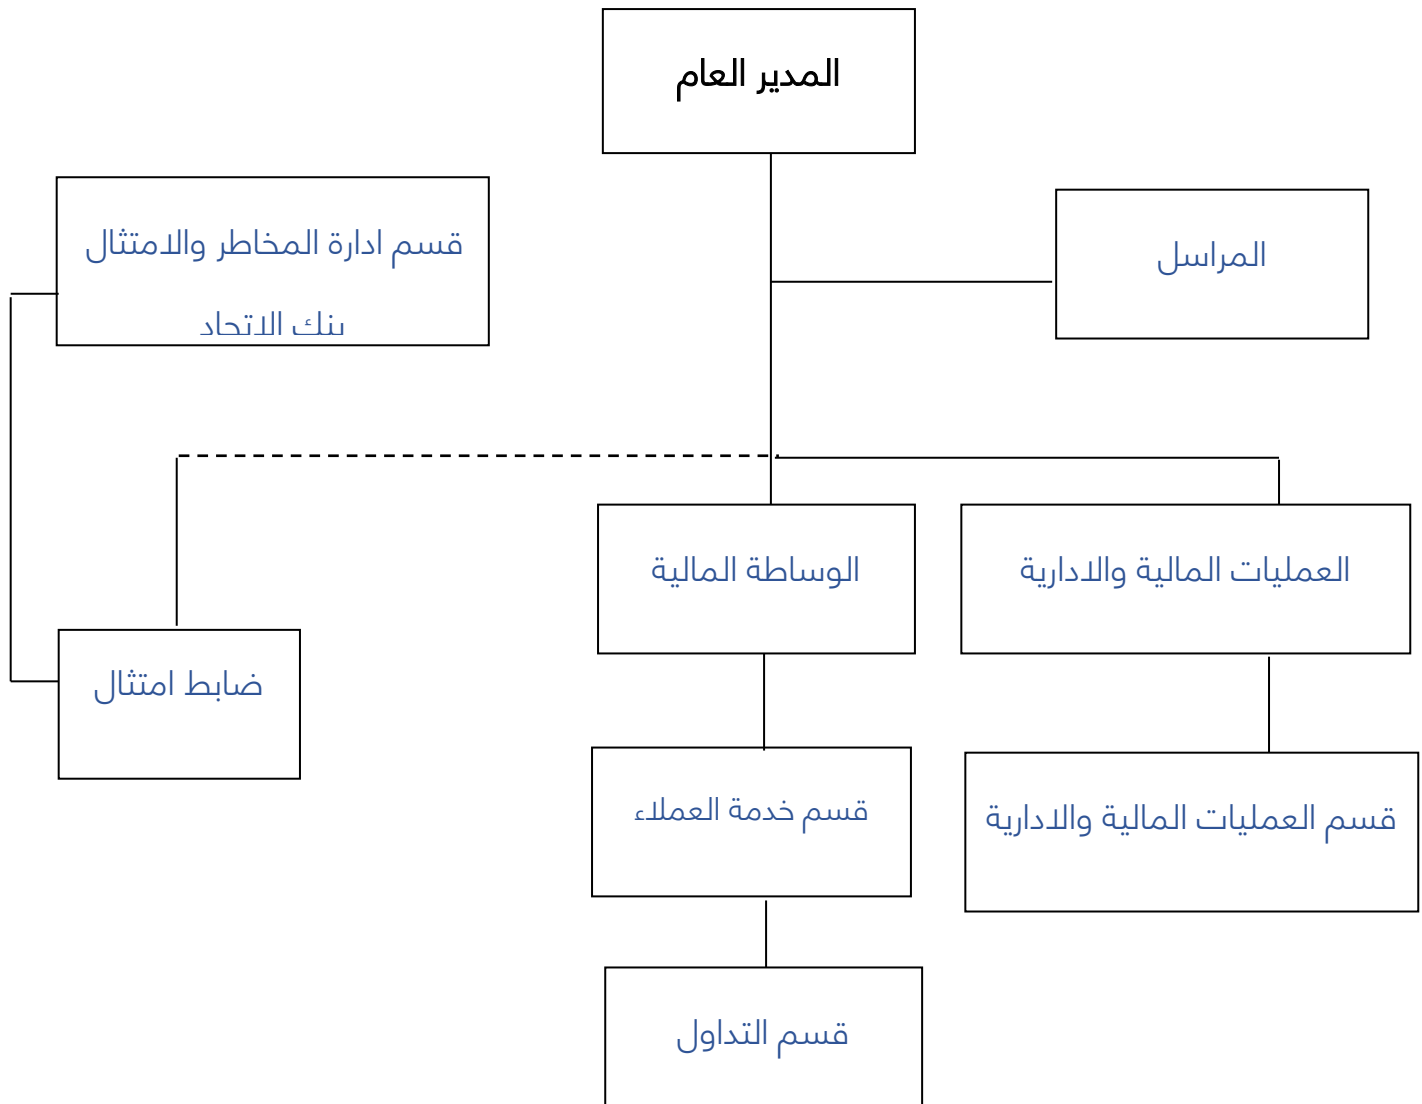 المدير العام
المراسل
قسم ادارة المخاطر والامتثال
بنك الاتحاد
العمليات المالية والادارية
الوساطة المالية
ضابط امتثال
قسم العمليات المالية والادارية
قسم خدمة العملاء
قسم التداول